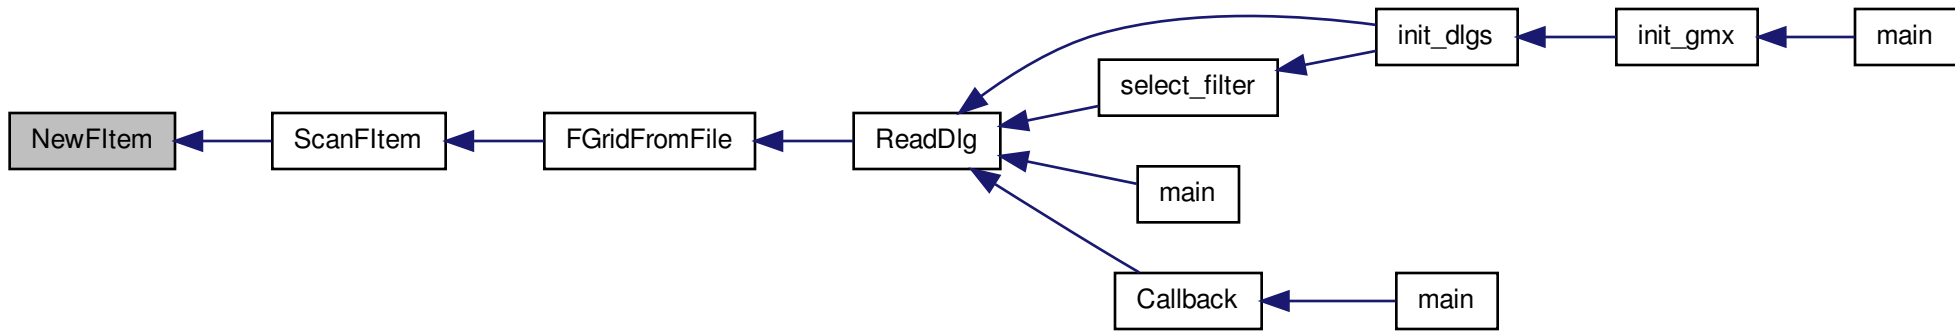 init_dlgs
init_gmx
main
select_filter
NewFItem
ScanFItem
FGridFromFile
ReadDlg
main
Callback
main